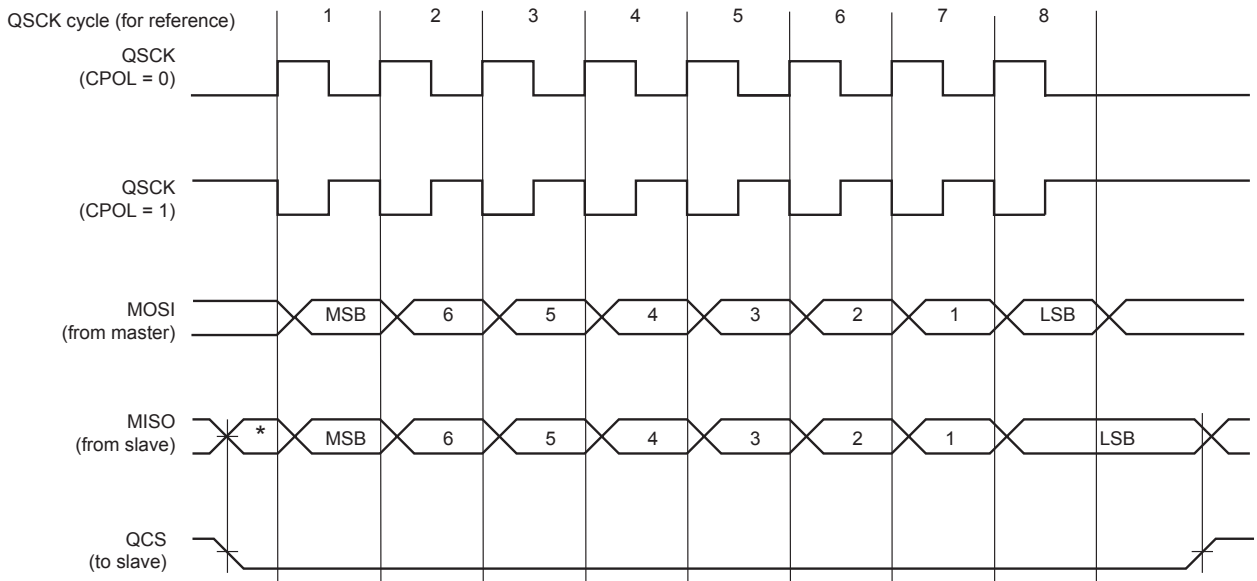 QSCK cycle (for reference)
1 2 3 4 5 6 7 8
QSCK
(CPOL = 0)
QSCK
(CPOL = 1)
MOSI
(from master)
MSB 6 5 4 3 2 1 LSB
MISO
(from slave)
* MSB 6 5 4 3 2 1 LSB
QCS
(to slave)